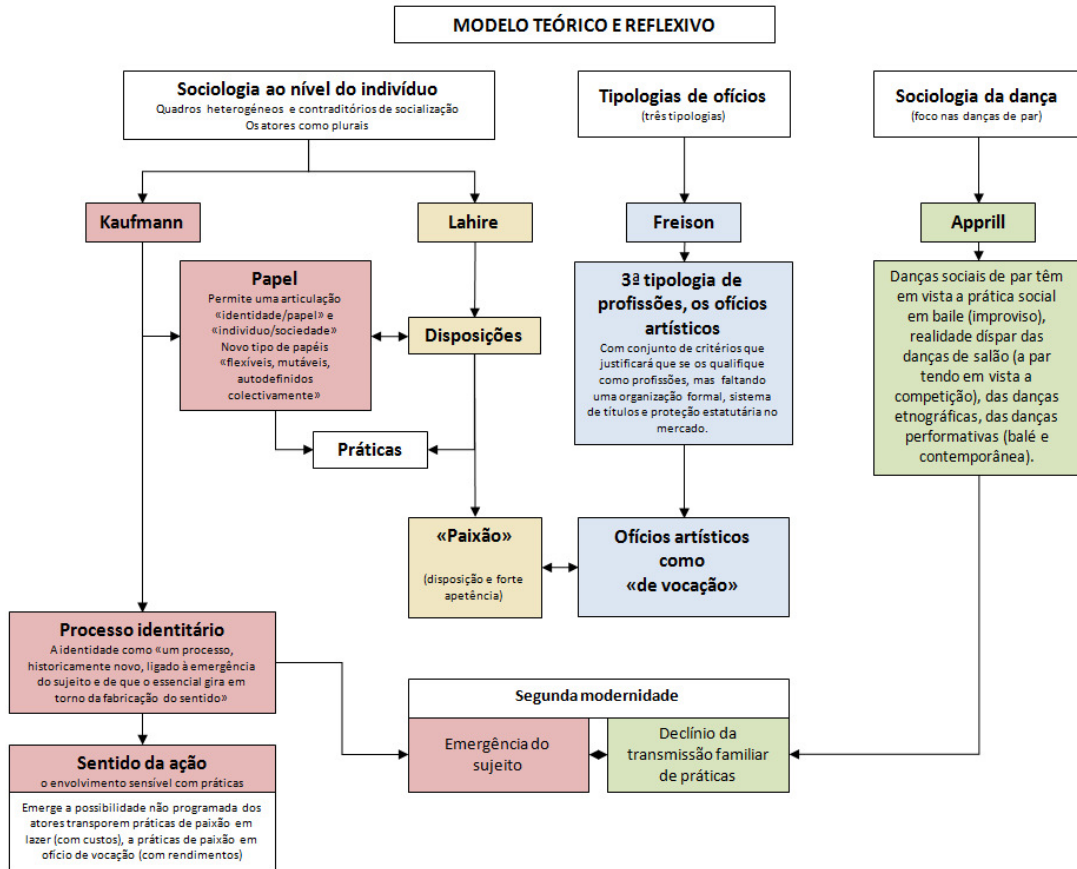 MODELO TEÓRICO E REFLEXIVO
Sociologia ao nível do indivíduo
Quadros heterogéneos e contraditórios de socialização
Os atores como plurais
Tipologias de ofícios
(três tipologias)
Sociologia da dança
(foco nas danças de par)
Kaufmann
Lahire
Freison
Apprill
Papel
Permite uma articulação
«identidade/papel» e
«individuo/sociedade»
Novo tipo de papéis
«flexíveis, mutáveis,
autodefinidos
colectivamente»
Disposições
Práticas
3ª tipologia de
profissões, os ofícios
artísticos
Com conjunto de critérios que
justificará que se os qualifique
como profissões, mas faltando
uma organização formal, sistema
de títulos e proteção estatutária no
mercado.
Danças sociais de par têm
em vista a prática social
em baile (improviso),
realidade díspar das
danças de salão (a par
tendo em vista a
competição), das danças
etnográficas, das danças
performativas (balé e
contemporânea).
«Paixão»
(disposição e forte
apetência)
Ofícios artísticos
como
«de vocação»
Processo identitário
A identidade como «um processo,
historicamente novo, ligado à emergência
do sujeito e de que o essencial gira em
torno da fabricação do sentido»
Segunda modernidade
Emergência do
sujeito
Declínio da
transmissão familiar
de práticas
Sentido da ação
o envolvimento sensível com práticas
Emerge a possibilidade não programada dos
atores transporem práticas de paixão em
lazer (com custos), a práticas de paixão em
ofício de vocação (com rendimentos)